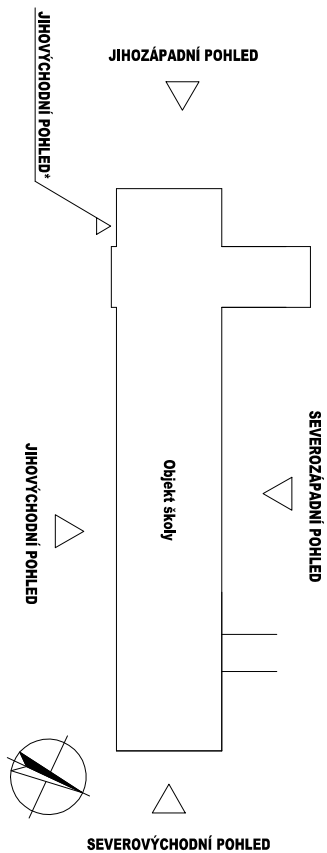 JIHOZÁPADNÍ POHLED
JIHOVÝCHODNÍ POHLED*
SEVEROZÁPADNÍ POHLED
Objekt školy
JIHOVÝCHODNÍ POHLED
SEVEROVÝCHODNÍ POHLED